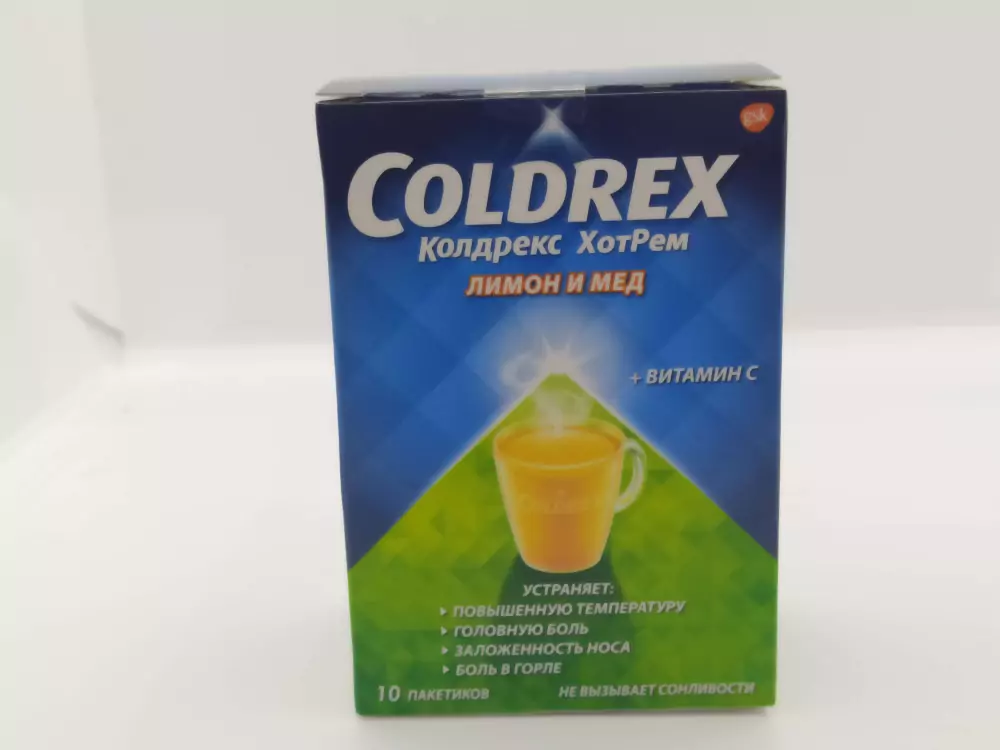 gsk
COLDREX
Колдрекс ХотРем
ЛИМОН И МЕД
+ ВИТАМИН С
COLDREX
УСТРАНЯЕТ:
ПОВЫШЕННУЮ ТЕМПЕРАТУРУ
ГОЛОВНУЮ БОЛЬ
ЗАЛОЖЕННОСТЬ НОСА
БОЛЬ В ГОРЛЕ
10 ПАКЕТИКОВ
НЕ ВЫЗЫВАЕТ СОНЛИВОСТИ